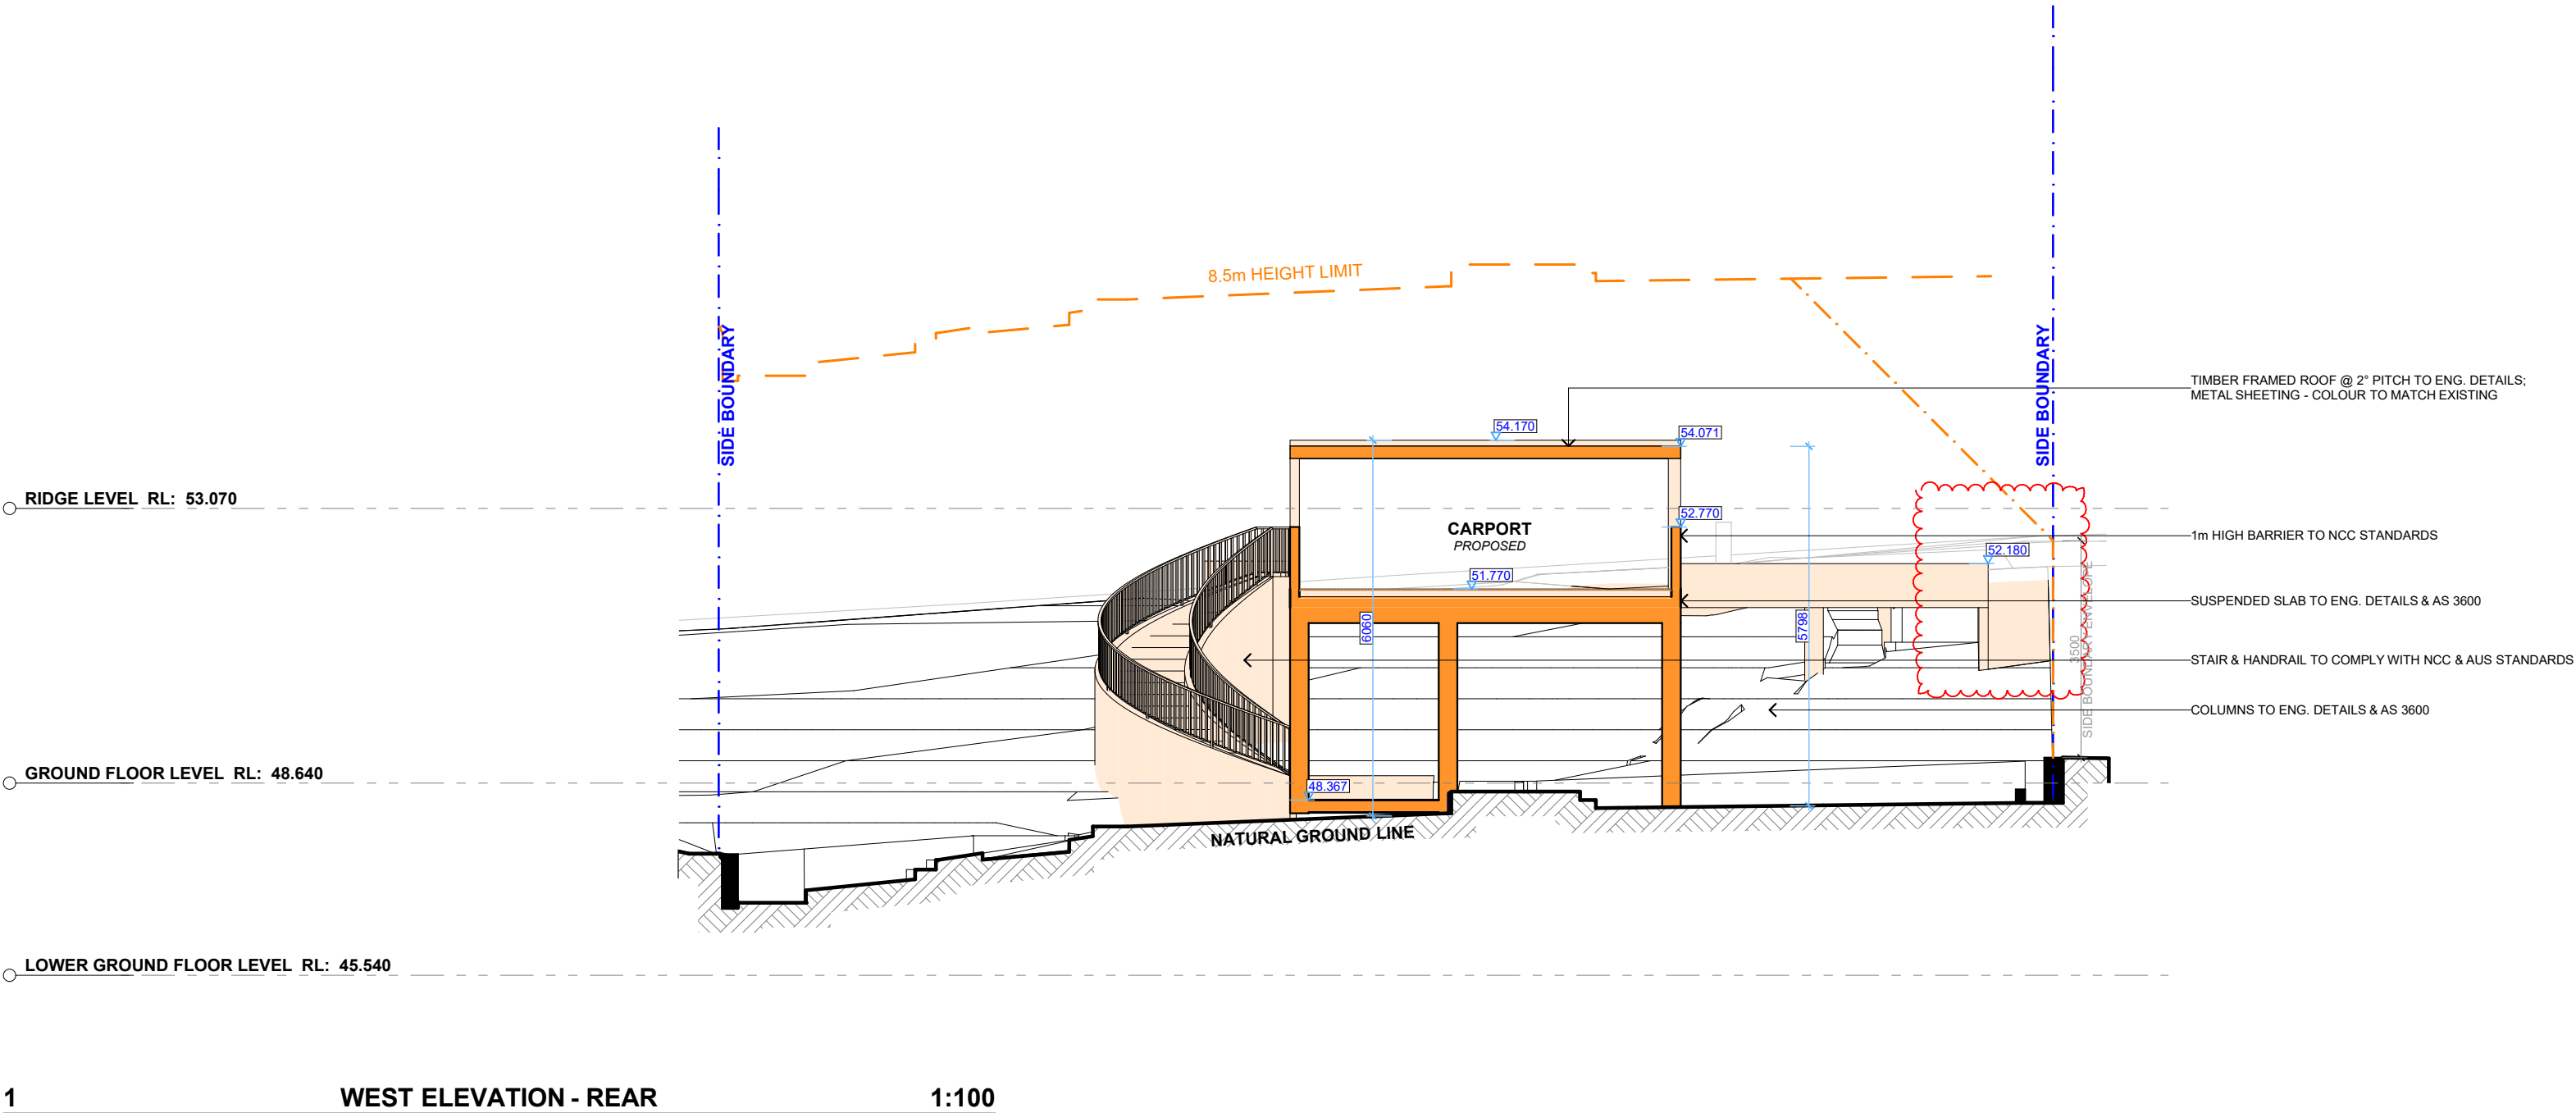 8.5m HEIGHT LIMIT
SIDE BOUNDARY
SIDE BOUNDARY
TIMBER FRAMED ROOF @ 2° PITCH TO ENG. DETAILS;
METAL SHEETING - COLOUR TO MATCH EXISTING
54.170
54.071
RIDGE LEVEL RL: 53.070
52.770
CARPORT
PROPOSED
1m HIGH BARRIER TO NCC STANDARDS
52.180
51.770
SUSPENDED SLAB TO ENG. DETAILS & AS 3600
6060
5798
3500
SIDE BOUNDARY ENVELOPE
STAIR & HANDRAIL TO COMPLY WITH NCC & AUS STANDARDS
COLUMNS TO ENG. DETAILS & AS 3600
GROUND FLOOR LEVEL RL: 48.640
48.367
NATURAL GROUND LINE
LOWER GROUND FLOOR LEVEL RL: 45.540
1 WEST ELEVATION - REAR 1:100